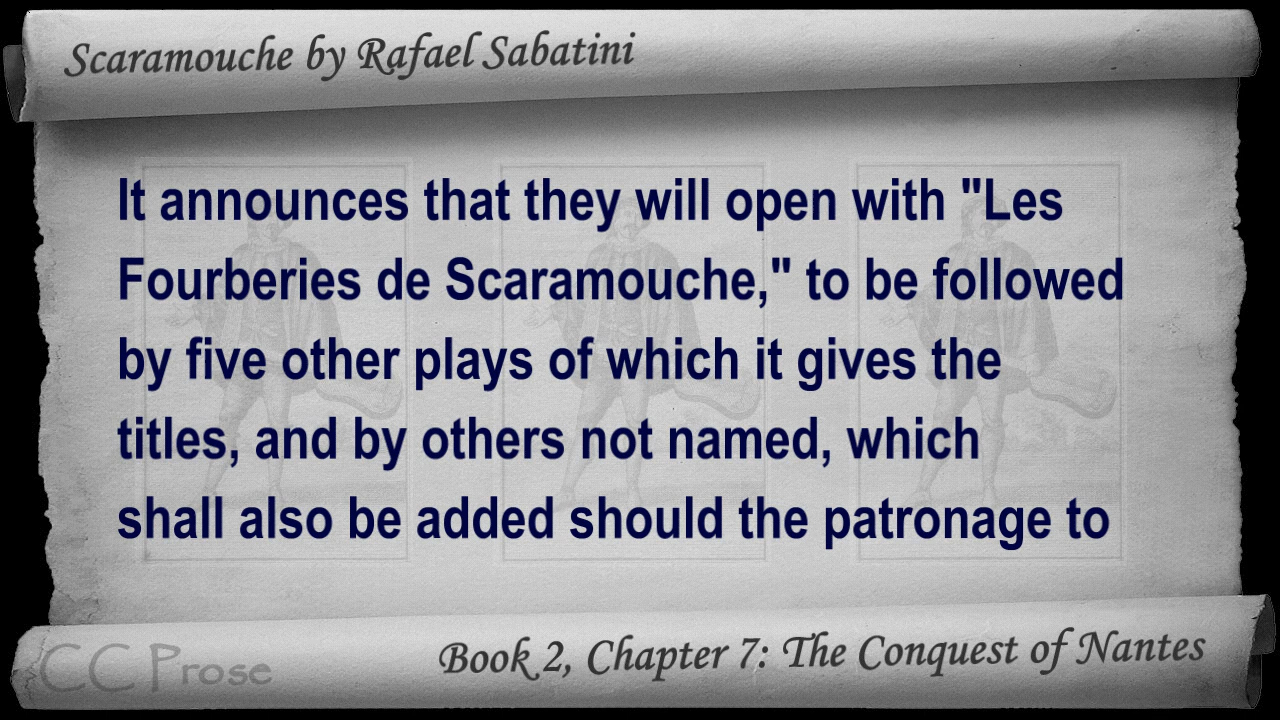 Scaramouche by Rafael Sabatini
It announces that they will open with "Les
Fourberies de Scaramouche," to be followed
by five other plays of which it gives the
titles, and by others not named, which
shall also be added should the patronage to
Book 2, Chapter 7: The Conquest of Nantes
CC Prose